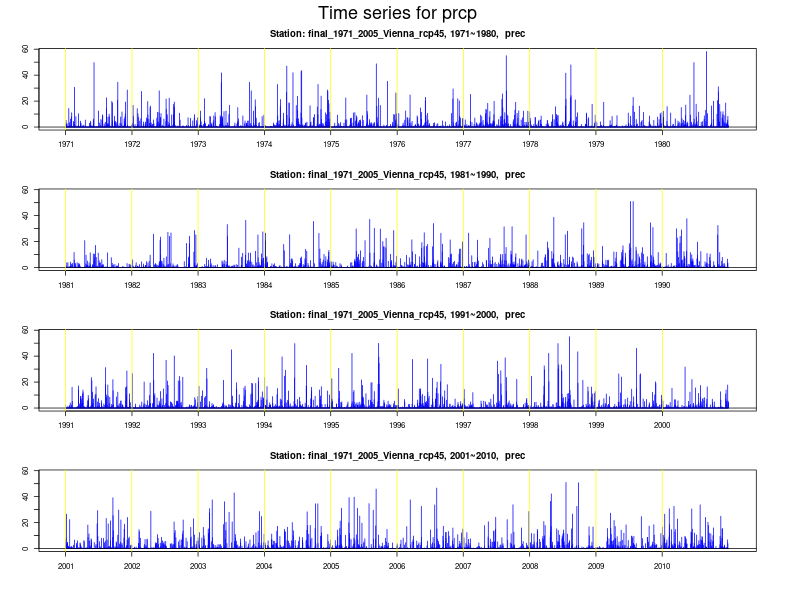 Time series for prcp
Station: final_1971_2005_Vienna_rcp45, 1971~1980, prec
0 20 40 60
1971 1972 1973 1974 1975 1976 1977 1978 1979 1980
Station: final_1971_2005_Vienna_rcp45, 1981~1990, prec
0 20 40 60
1981 1982 1983 1984 1985 1986 1987 1988 1989 1990
Station: final_1971_2005_Vienna_rcp45, 1991~2000, prec
0 20 40 60
1991 1992 1993 1994 1995 1996 1997 1998 1999 2000
Station: final_1971_2005_Vienna_rcp45, 2001~2010, prec
0 20 40 60
2001 2002 2003 2004 2005 2006 2007 2008 2009 2010